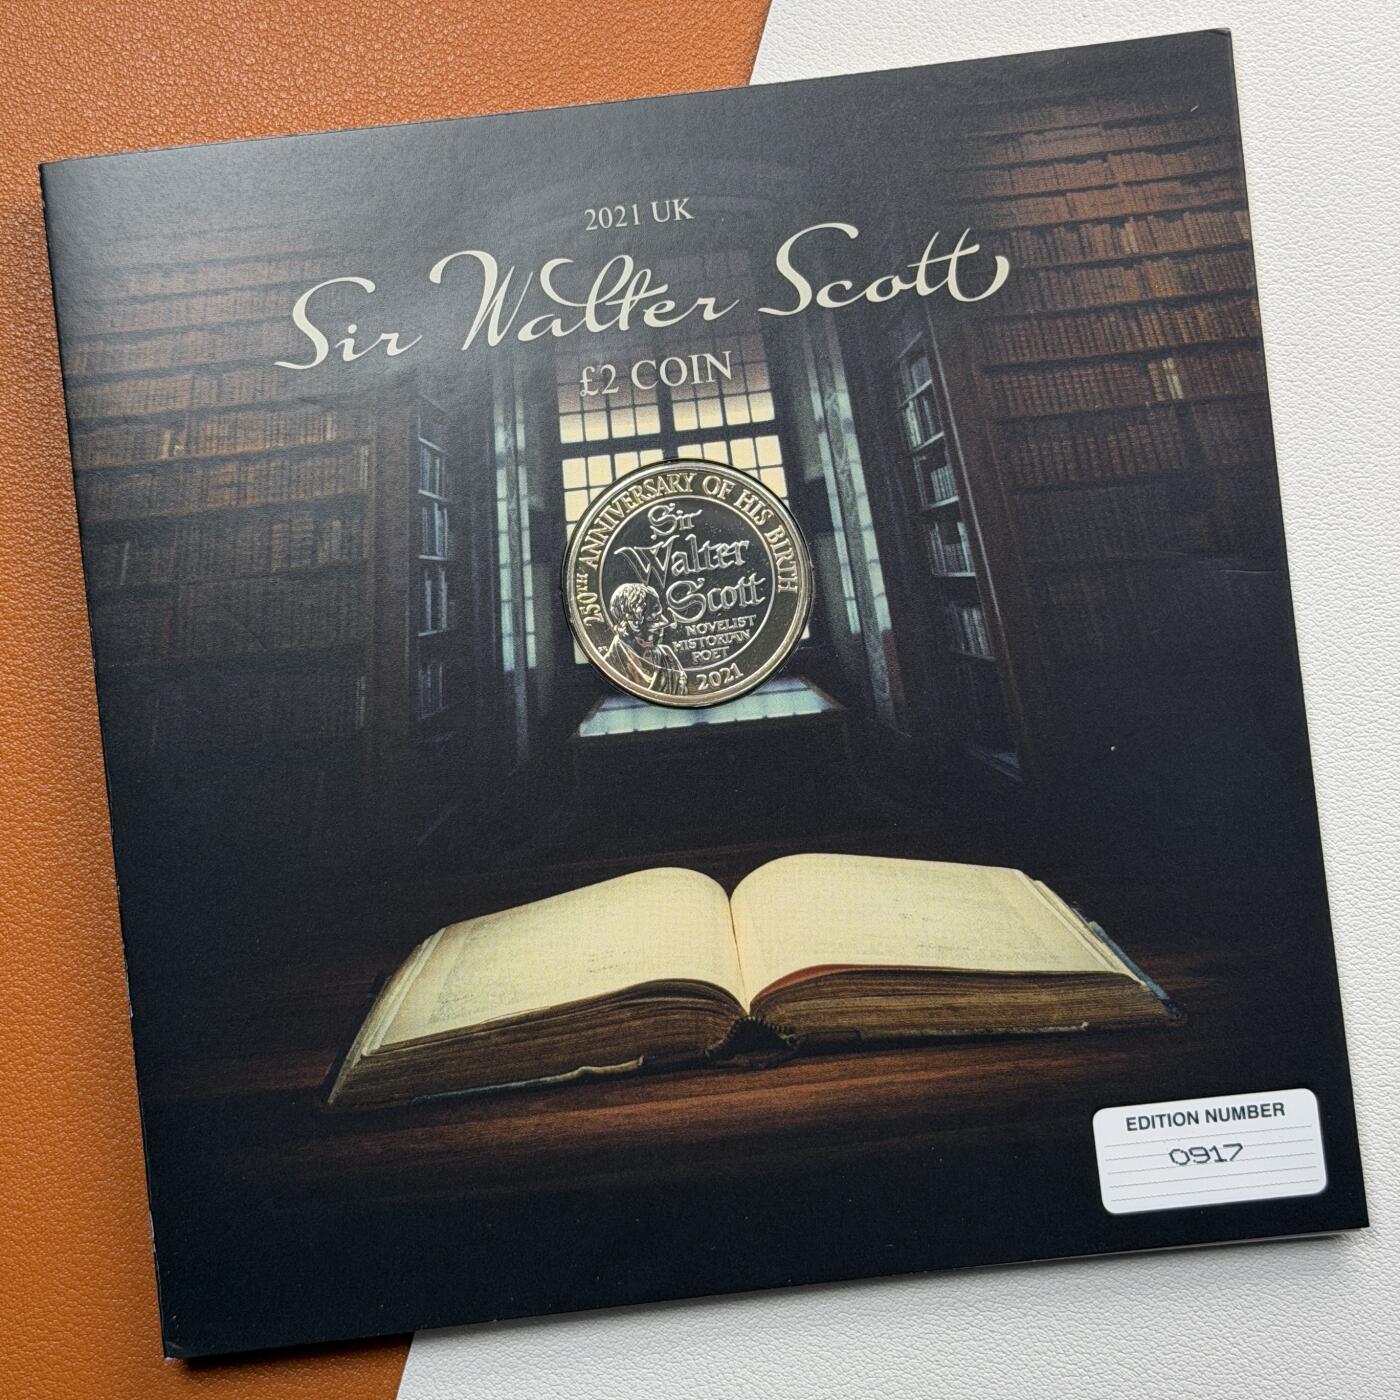 2021 UK
Sir Walter Scott
£2 COIN
250TH ANNIVERSARY OF HIS BIRTH
Sir
Walter
Scott
NOVELIST
HISTORIAN
POET
2021
EDITION NUMBER
0917